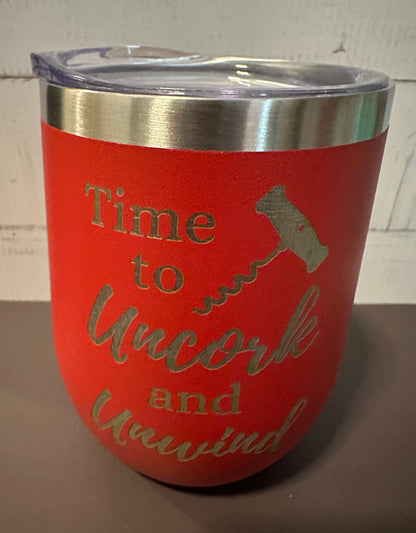 Time
to
Uncork
and
Unwind